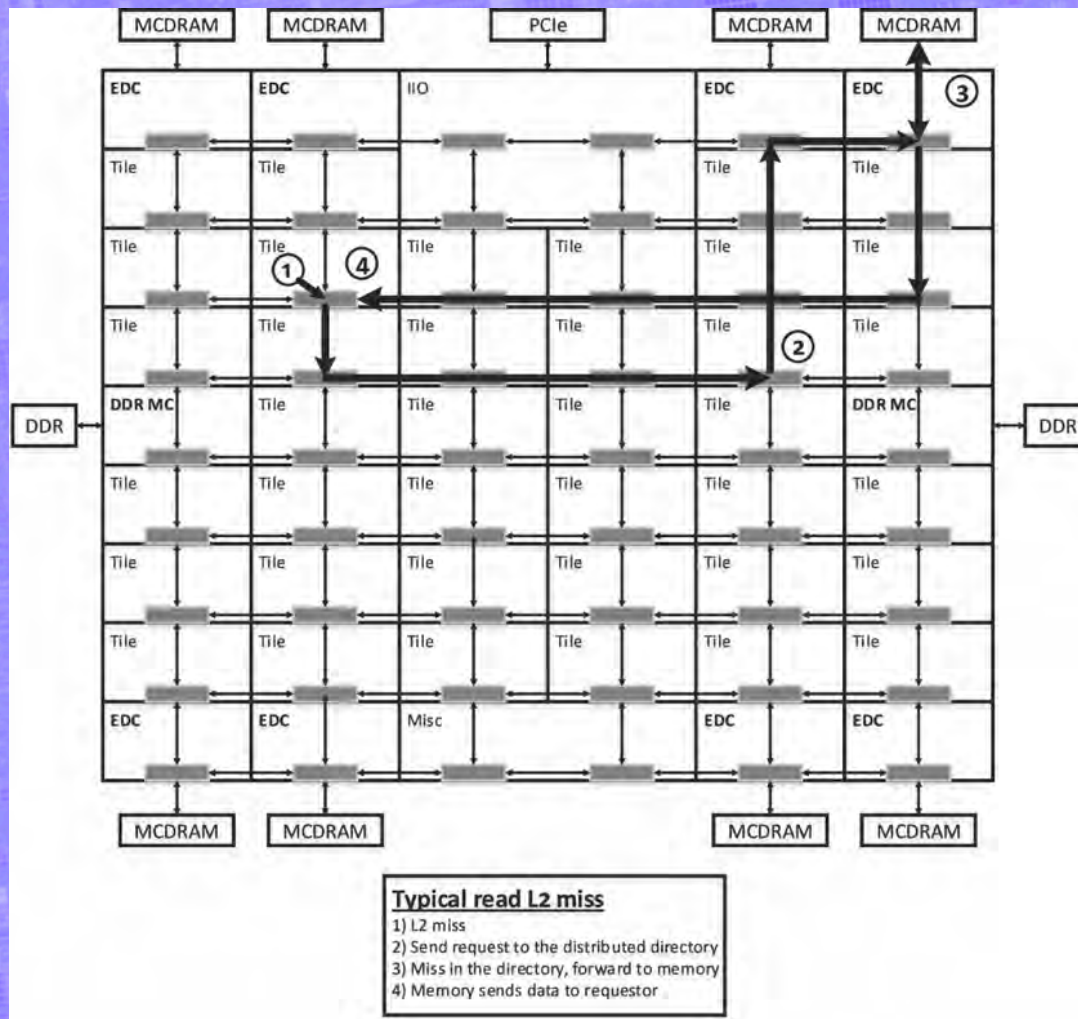 MCDRAM MCDRAM PCIe MCDRAM MCDRAM
EDC EDC IIO EDC EDC
3
Tile Tile Tile Tile
Tile Tile Tile Tile Tile Tile
1 4
Tile Tile Tile Tile Tile Tile
2
DDR MC Tile Tile Tile Tile DDR MC
DDR DDR
Tile Tile Tile Tile Tile Tile
Tile Tile Tile Tile Tile Tile
Tile Tile Tile Tile Tile Tile
EDC EDC Misc EDC EDC
MCDRAM MCDRAM MCDRAM MCDRAM
Typical read L2 miss
1) L2 miss
2) Send request to the distributed directory
3) Miss in the directory, forward to memory
4) Memory sends data to requestor